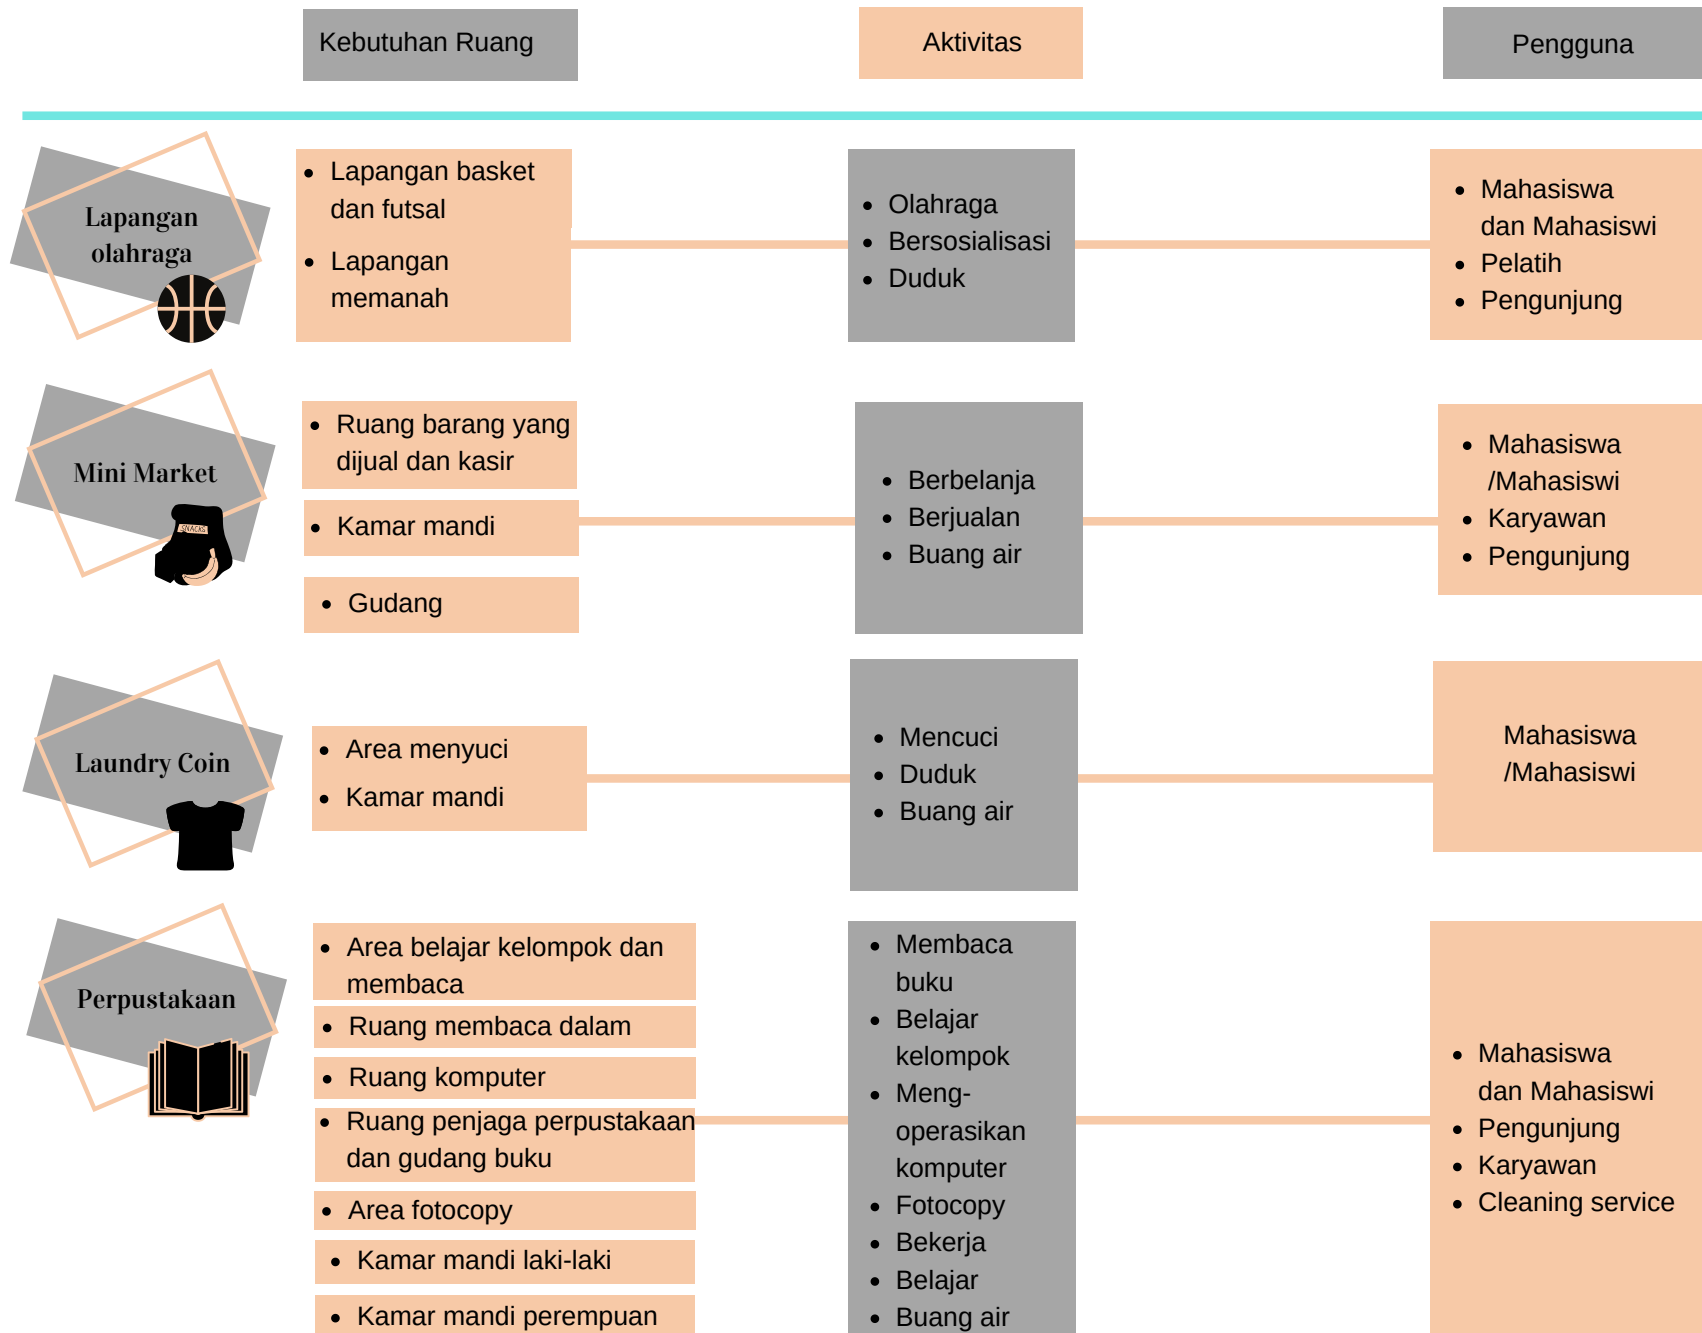 Kebutuhan Ruang
Aktivitas
Pengguna
Lapangan
olahraga
• Lapangan basket
dan futsal
• Lapangan
memanah
• Olahraga
• Bersosialisasi
• Duduk
• Mahasiswa
dan Mahasiswi
• Pelatih
• Pengunjung
Mini Market
SNACKS
• Ruang barang yang
dijual dan kasir
• Kamar mandi
• Gudang
• Berbelanja
• Berjualan
• Buang air
• Mahasiswa
/Mahasiswi
• Karyawan
• Pengunjung
Laundry Coin
• Area menyuci
• Kamar mandi
• Mencuci
• Duduk
• Buang air
Mahasiswa
/Mahasiswi
Perpustakaan
• Area belajar kelompok dan
membaca
• Ruang membaca dalam
• Ruang komputer
• Ruang penjaga perpustakaan
dan gudang buku
• Area fotocopy
• Kamar mandi laki-laki
• Kamar mandi perempuan
• Membaca
buku
• Belajar
kelompok
• Meng-
operasikan
komputer
• Fotocopy
• Bekerja
• Belajar
• Buang air
• Mahasiswa
dan Mahasiswi
• Pengunjung
• Karyawan
• Cleaning service